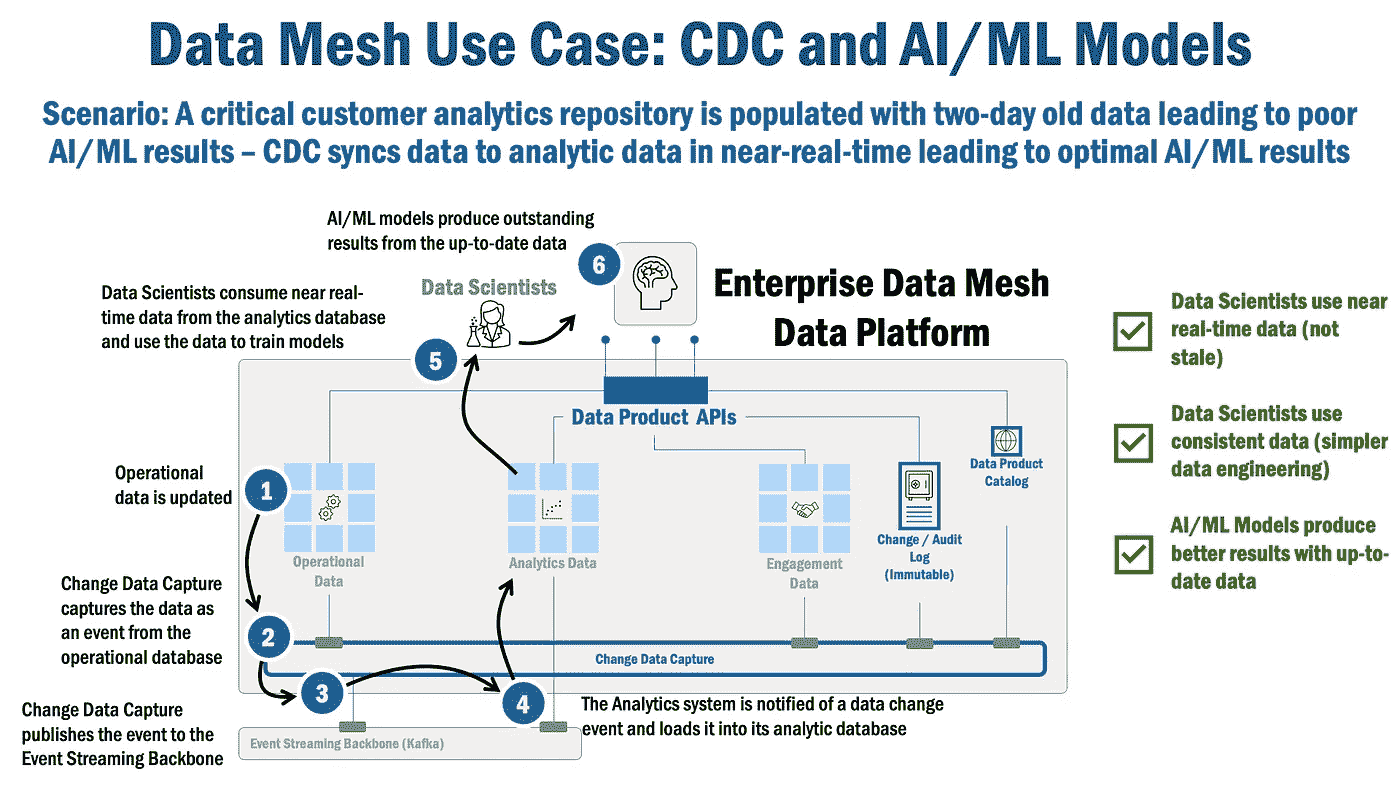 Data Mesh Use Case: CDC and AI/ML Models
Scenario: A critical customer analytics repository is populated with two-day old data leading to poor
AI/ML results – CDC syncs data to analytic data in near-real-time leading to optimal AI/ML results
AI/ML models produce outstanding
results from the up-to-date data
6
Data Scientists
Enterprise Data Mesh
Data Platform
Data Scientists consume near real-
time data from the analytics database
and use the data to train models
5
Data Product APIs
Operational
data is updated
1
Operational
Data
Analytics Data
Engagement
Data
Change / Audit
Log
(Immutable)
Data Product
Catalog
Change Data Capture
captures the data as
an event from the
operational database
2
Change Data Capture
Change Data Capture
publishes the event to the
Event Streaming Backbone
3
4
The Analytics system is notified of a data change
event and loads it into its analytic database
Event Streaming Backbone (Kafka)
Data Scientists use near
real-time data (not
stale)
Data Scientists use
consistent data (simpler
data engineering)
AI/ML Models produce
better results with up-to-
date data